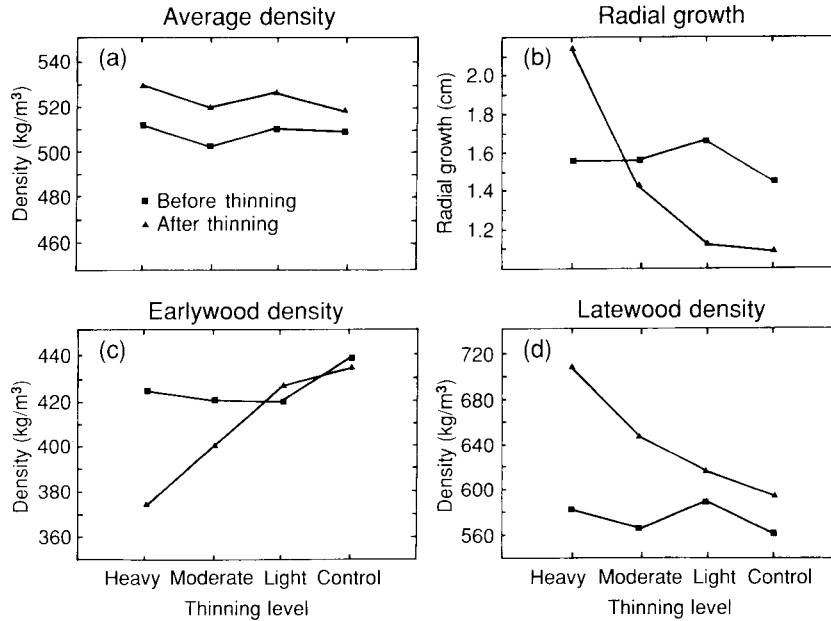 Average density
(a)
Density (kg/m³)
540
520
500
480
460
Before thinning
After thinning
Radial growth
(b)
Radial growth (cm)
2.0
1.6
1.4
1.2
Earlywood density
(c)
Density (kg/m³)
440
420
400
380
360
Heavy Moderate Light Control
Thinning level
Latewood density
(d)
Density (kg/m³)
720
680
640
600
560
Heavy Moderate Light Control
Thinning level